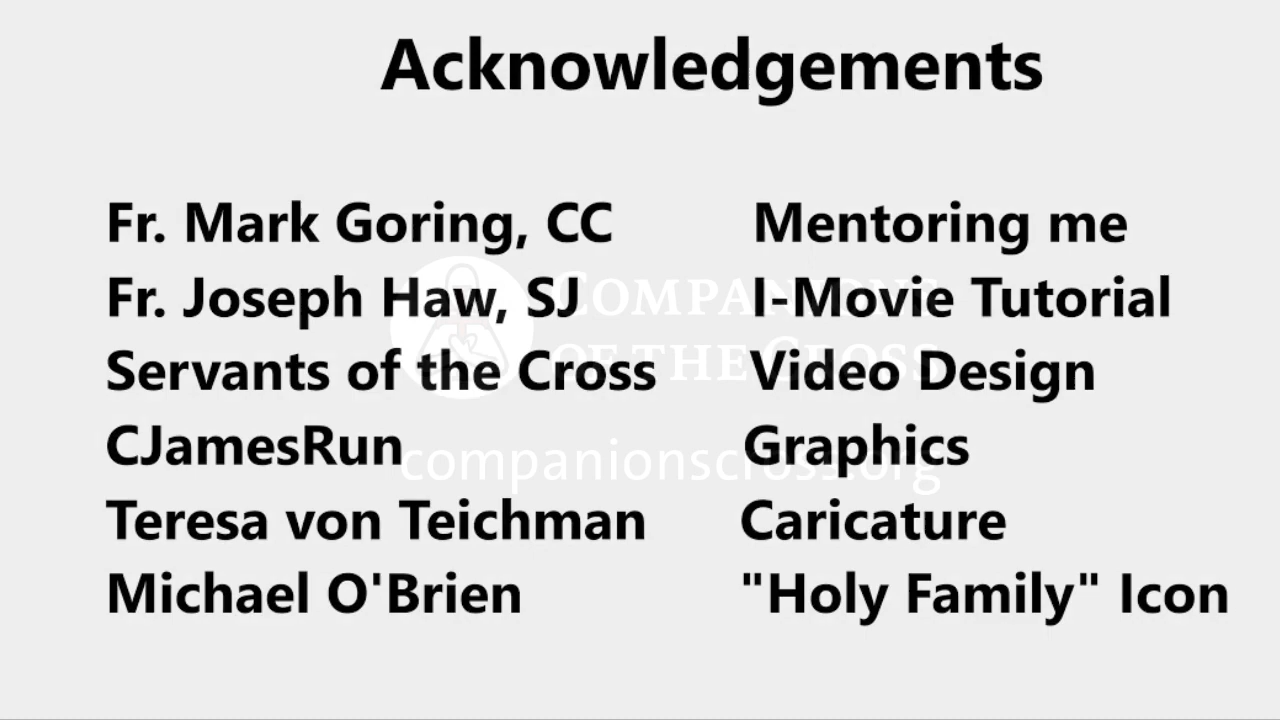 Acknowledgements
Fr. Mark Goring, CC Mentoring me
Fr. Joseph Haw, SJ I-Movie Tutorial
Servants of the Cross Video Design
CJamesRun Graphics
Teresa von Teichman Caricature
Michael O'Brien "Holy Family" Icon
Companions
of the Cross
companionscross.org